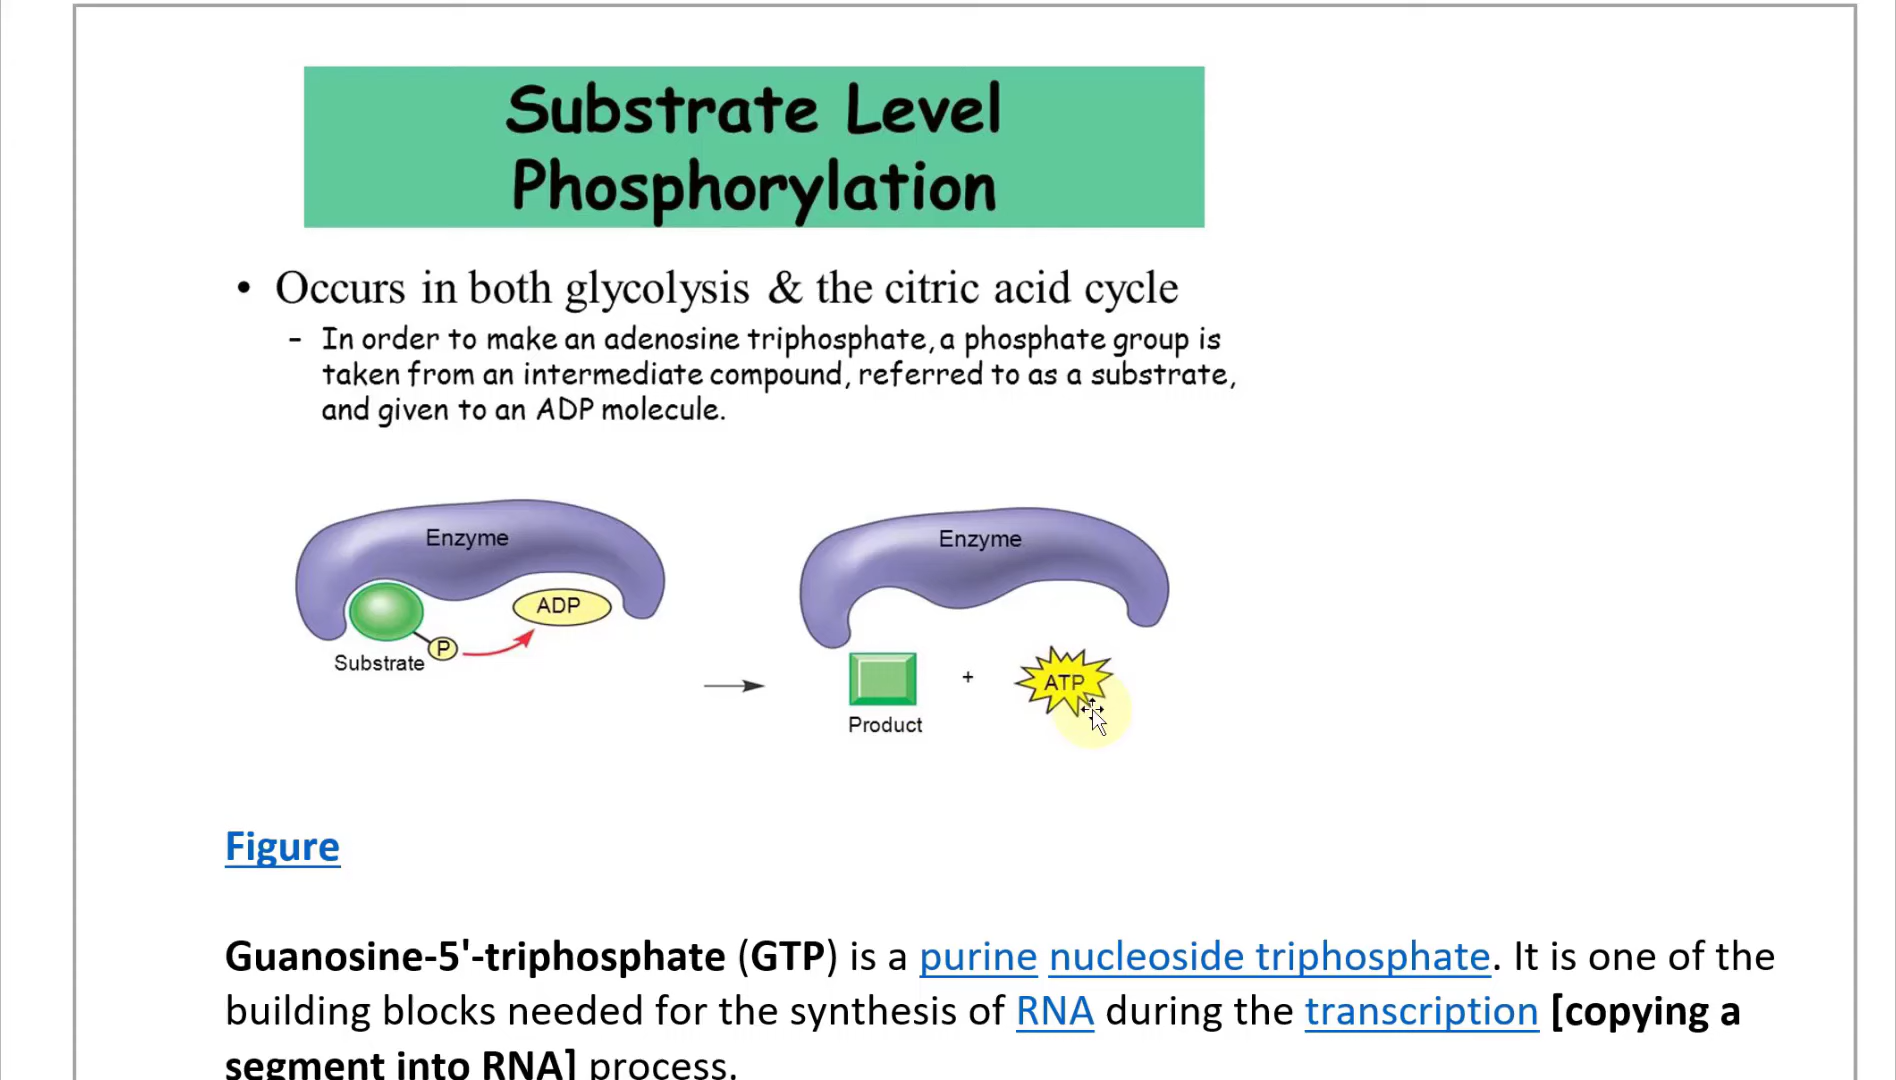 Substrate Level
Phosphorylation
• Occurs in both glycolysis & the citric acid cycle
– In order to make an adenosine triphosphate, a phosphate group is
taken from an intermediate compound, referred to as a substrate,
and given to an ADP molecule.
Enzyme
ADP
P
Substrate
Enzyme
+
ATP
Product
Figure
Guanosine-5'-triphosphate (GTP) is a purine nucleoside triphosphate. It is one of the
building blocks needed for the synthesis of RNA during the transcription [copying a
segment into RNA] process.